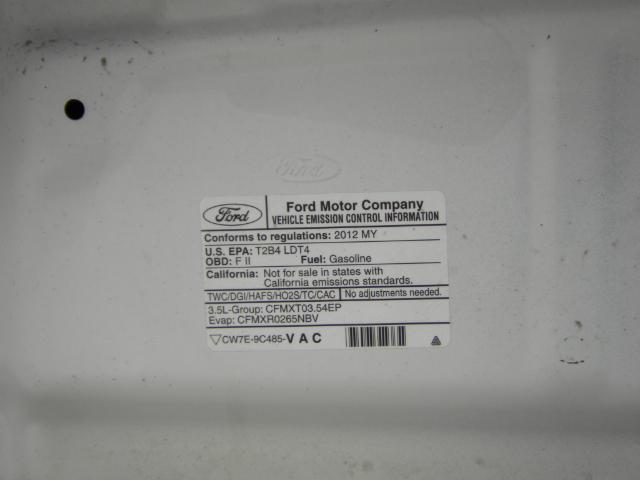 Ford
Ford
Ford Motor Company
VEHICLE EMISSION CONTROL INFORMATION
Conforms to regulations: 2012 MY
U.S. EPA: T2B4 LDT4
OBD: F II Fuel: Gasoline
California: Not for sale in states with
California emissions standards.
TWC/DGI/HAFS/HO2S/TC/CAC No adjustments needed.
3.5L-Group: CFMXT03.54EP
Evap: CFMXR0265NBV
CW7E-9C485-VAC